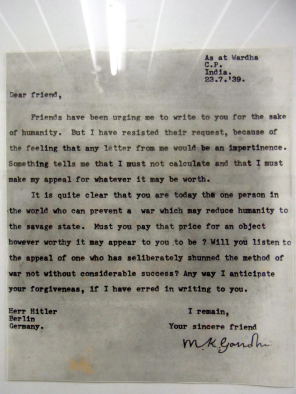 As at Wardha
C.P.
India.
23.7.'39.
Dear friend,
Friends have been urging me to write to you for the sake
of humanity. But I have resisted their request, because of
the feeling that any letter from me would be an impertinence.
Something tells me that I must not calculate and that I must
make my appeal for whatever it may be worth.
It is quite clear that you are today the one person in
the world who can prevent a war which may reduce humanity to
the savage state. Must you pay that price for an object
however worthy it may appear to you to be ? Will you listen to
the appeal of one who has seliberately shunned the method of
war not without considerable success? Any way I anticipate
your forgiveness, if I have erred in writing to you.
Herr Hitler
Berlin
Germany.
I remain,
Your sincere friend
M.K.Gandhi